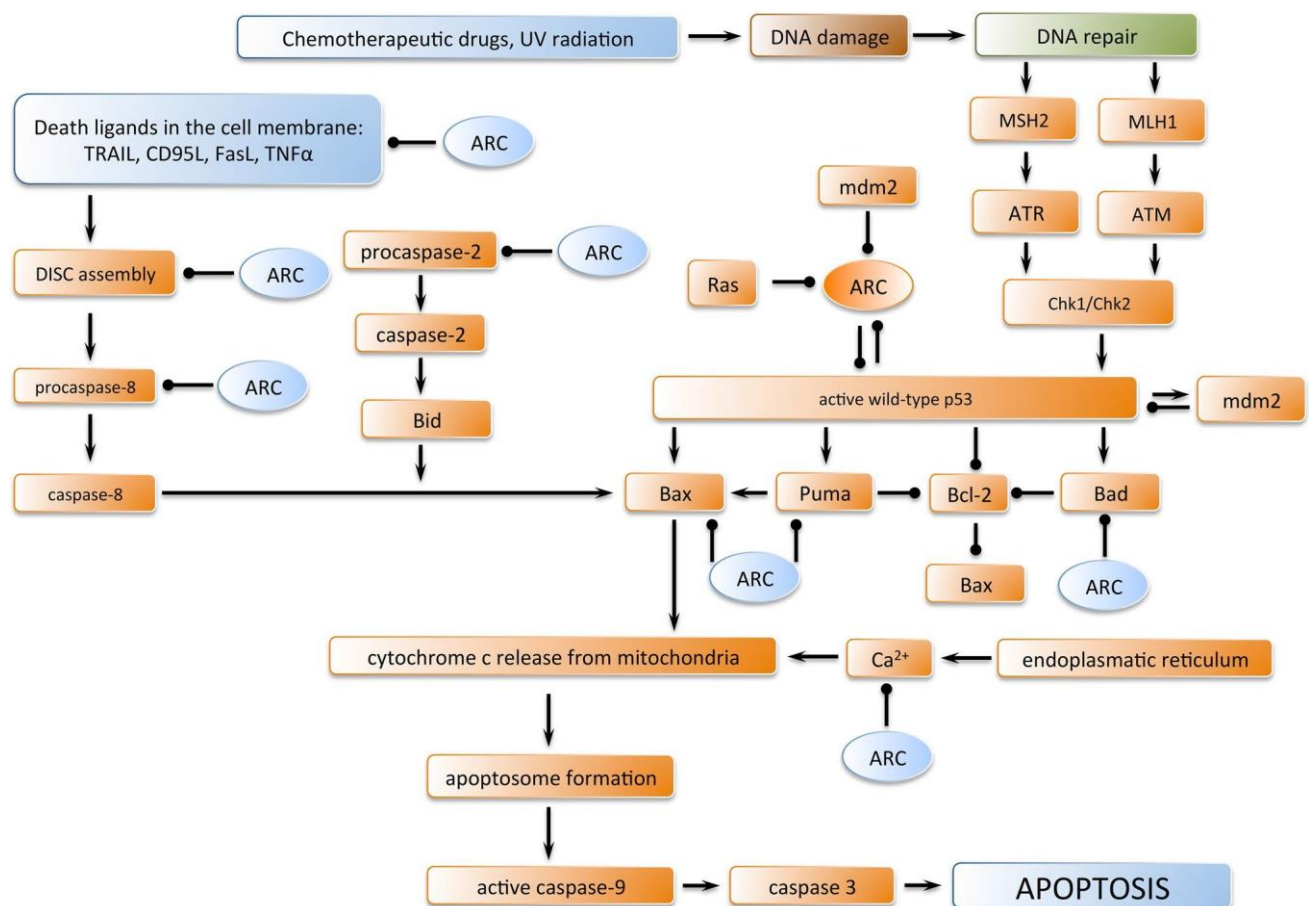 Chemotherapeutic drugs, UV radiation
DNA damage
DNA repair
Death ligands in the cell membrane:
TRAIL, CD95L, FasL, TNFα
ARC
MSH2
MLH1
mdm2
ATR
ATM
procaspase-2
ARC
DISC assembly
ARC
Ras
ARC
Chk1/Chk2
caspase-2
procaspase-8
ARC
active wild-type p53
mdm2
Bid
caspase-8
Bax
Puma
Bcl-2
Bad
ARC
Bax
ARC
cytochrome c release from mitochondria
Ca²⁺
endoplasmatic reticulum
ARC
apoptosome formation
active caspase-9
caspase 3
APOPTOSIS